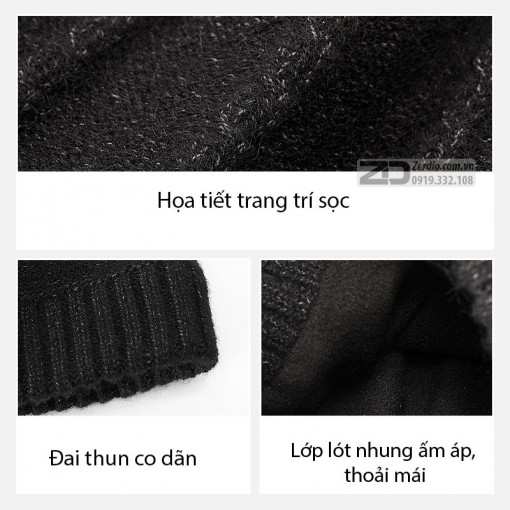 ZD Zerdio.com.vn
0919.332.108
Họa tiết trang trí sọc
Đai thun co dãn
Lớp lót nhung ấm áp,
thoải mái